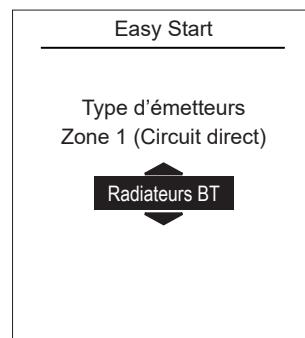 Easy Start
Type d'émetteurs
Zone 1 (Circuit direct)
Radiateurs BT